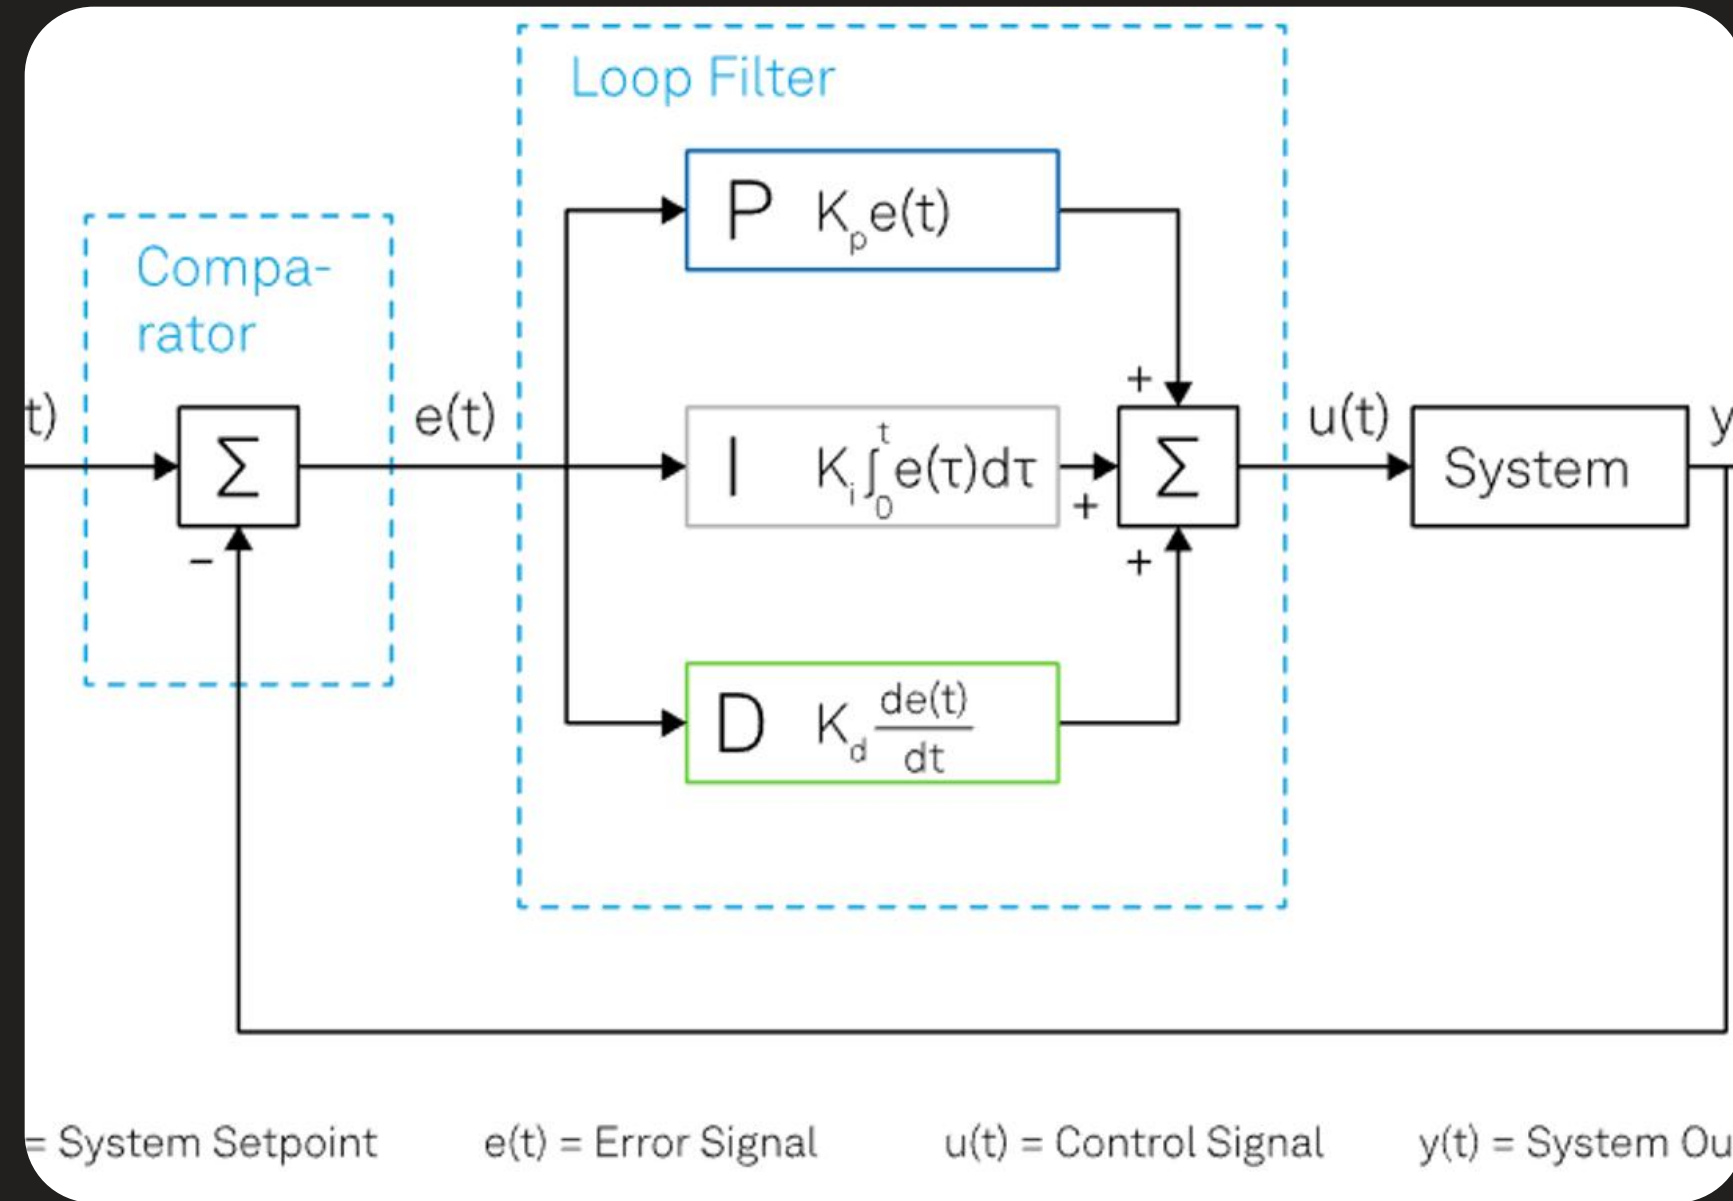 Loop Filter
P K_p e(t)
Compa-
rator
+
t)
Σ
e(t)
I K_i ∫_0^t e(τ)dτ
+
Σ
u(t)
System
y
−
+
D K_d de(t)/dt
= System Setpoint
e(t) = Error Signal
u(t) = Control Signal
y(t) = System Ou